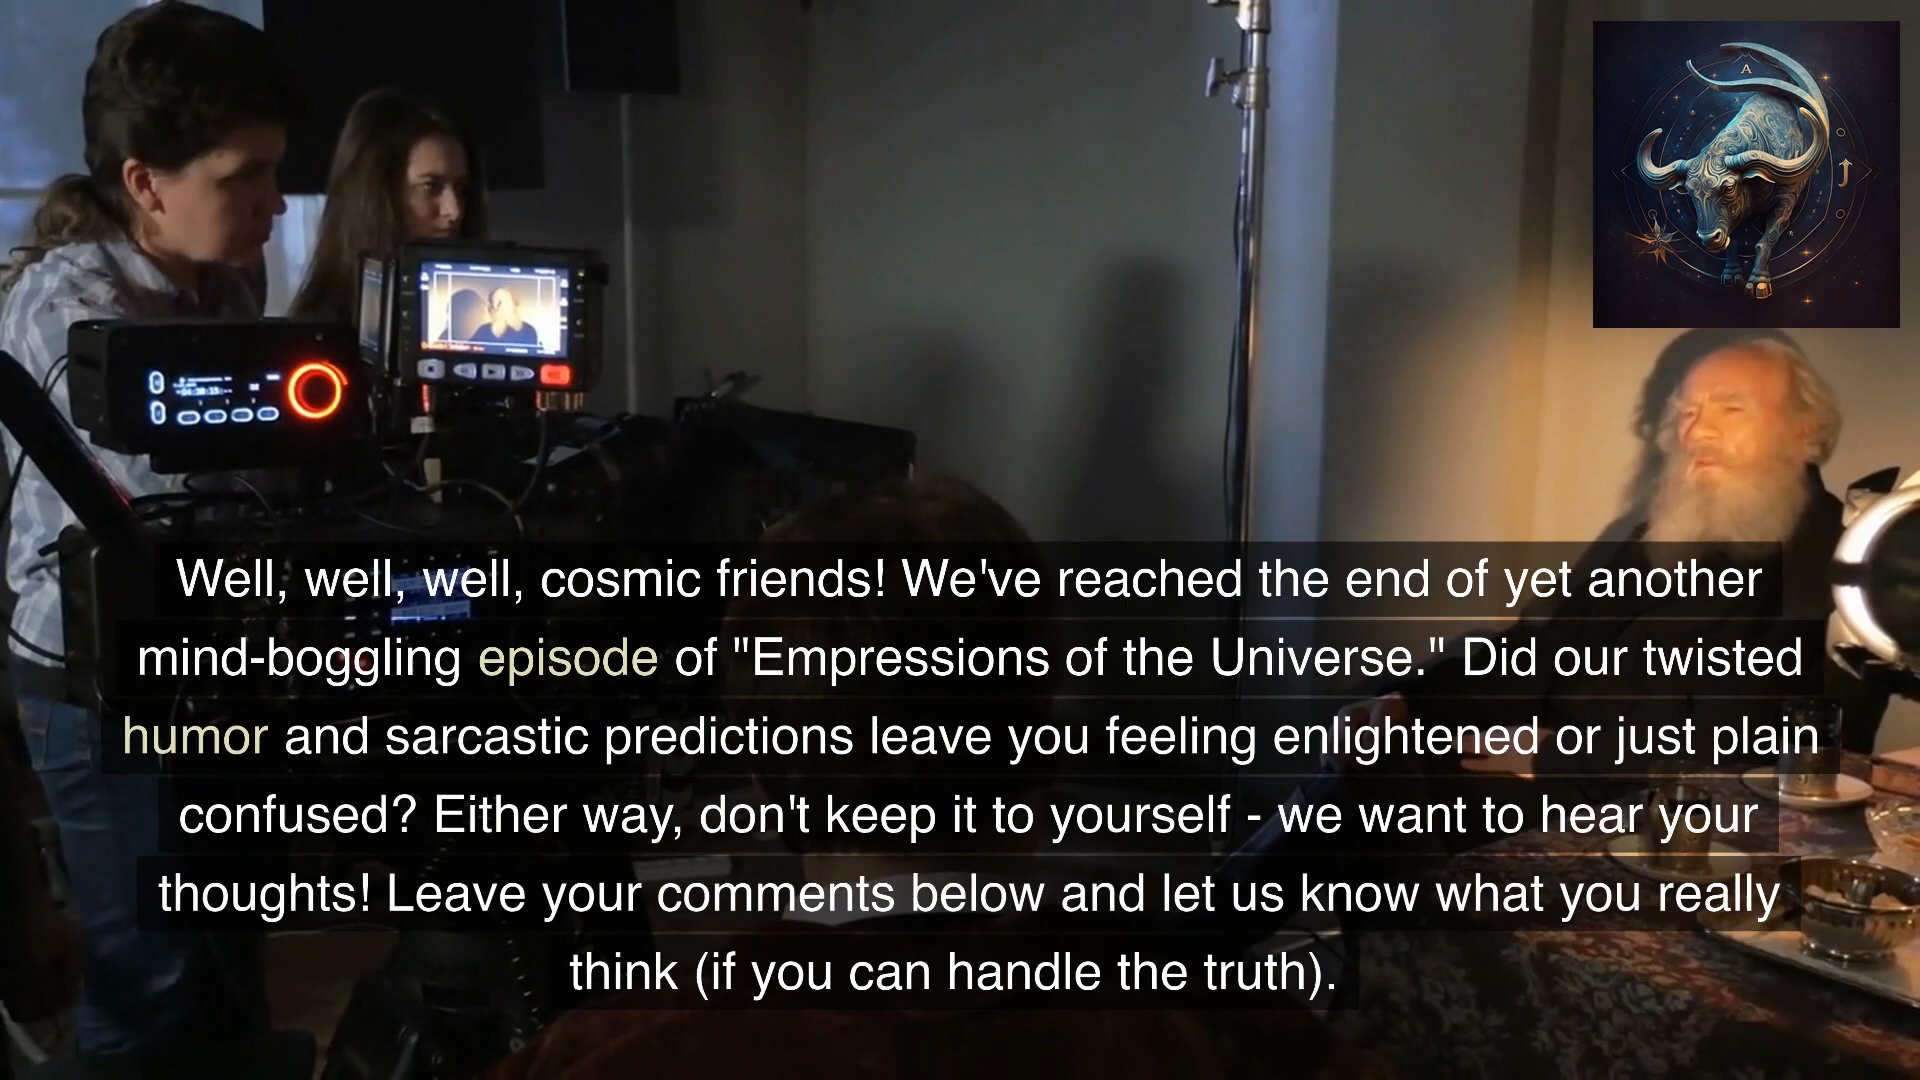 A
Well, well, well, cosmic friends! We've reached the end of yet another
mind-boggling episode of "Empressions of the Universe." Did our twisted
humor and sarcastic predictions leave you feeling enlightened or just plain
confused? Either way, don't keep it to yourself - we want to hear your
thoughts! Leave your comments below and let us know what you really
think (if you can handle the truth).